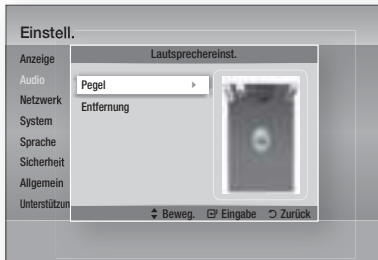 Einstell.
Anzeige
Audio
Netzwerk
System
Sprache
Sicherheit
Allgemein
Unterstützun
Lautsprechereinst.
Pegel
Entfernung
Beweg. Eingabe Zurück